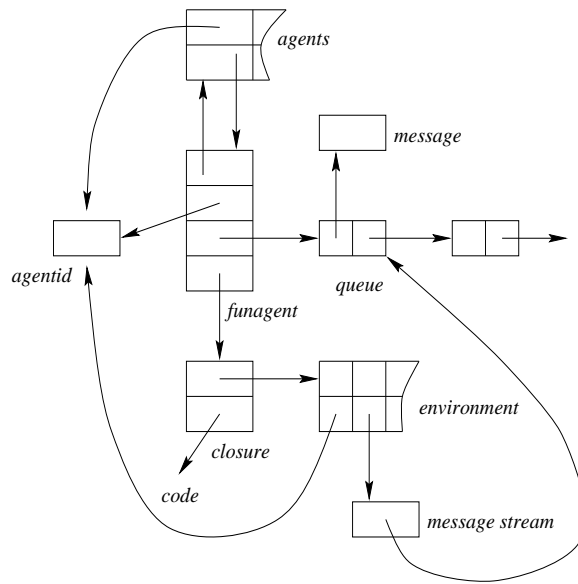 agents
message
agentid
queue
funagent
environment
closure
code
message stream